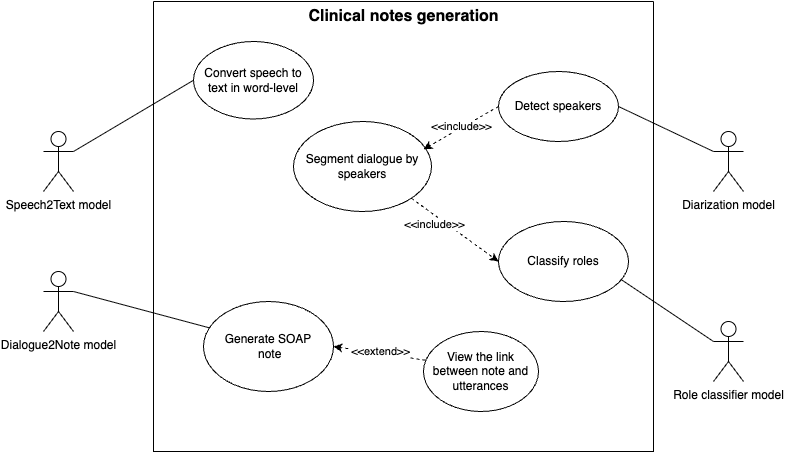 Clinical notes generation
Convert speech to
text in word-level
Detect speakers
<<include>>
Segment dialogue by
speakers
Speech2Text model
Diarization model
<<include>>
Classify roles
Generate SOAP
note
Dialogue2Note model
<<extend>>
View the link
between note and
utterances
Role classifier model